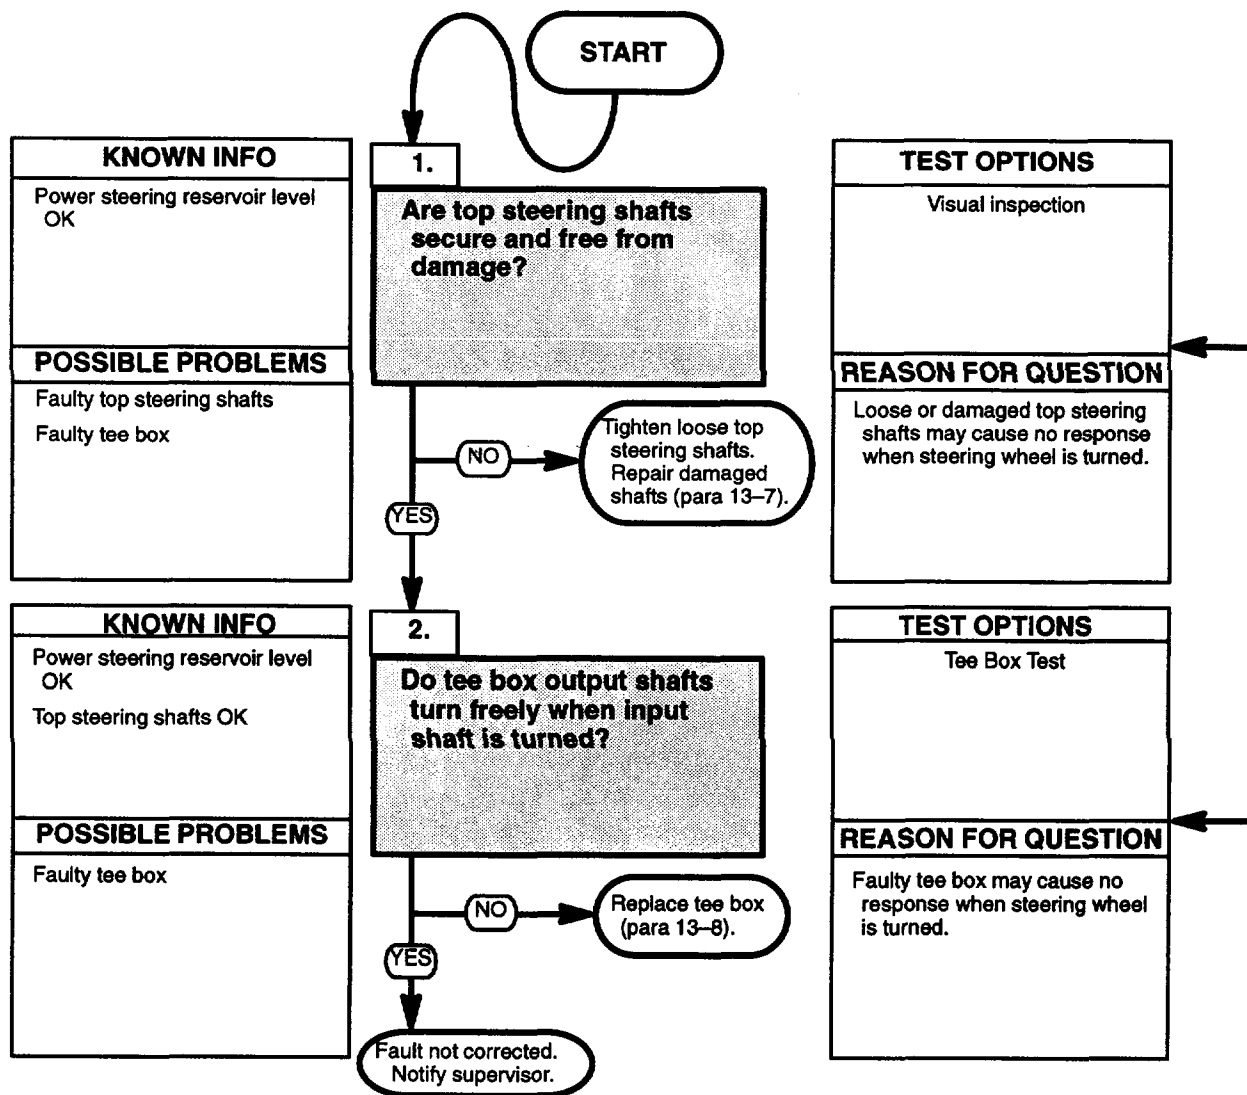 START
KNOWN INFO
Power steering reservoir level
OK
POSSIBLE PROBLEMS
Faulty top steering shafts
Faulty tee box
1.
Are top steering shafts
secure and free from
damage?
NO
Tighten loose top
steering shafts.
Repair damaged
shafts (para 13–7).
YES
TEST OPTIONS
Visual inspection
REASON FOR QUESTION
Loose or damaged top steering
shafts may cause no response
when steering wheel is turned.
KNOWN INFO
Power steering reservoir level
OK
Top steering shafts OK
POSSIBLE PROBLEMS
Faulty tee box
2.
Do tee box output shafts
turn freely when input
shaft is turned?
NO
Replace tee box
(para 13–8).
YES
Fault not corrected.
Notify supervisor.
TEST OPTIONS
Tee Box Test
REASON FOR QUESTION
Faulty tee box may cause no
response when steering wheel
is turned.